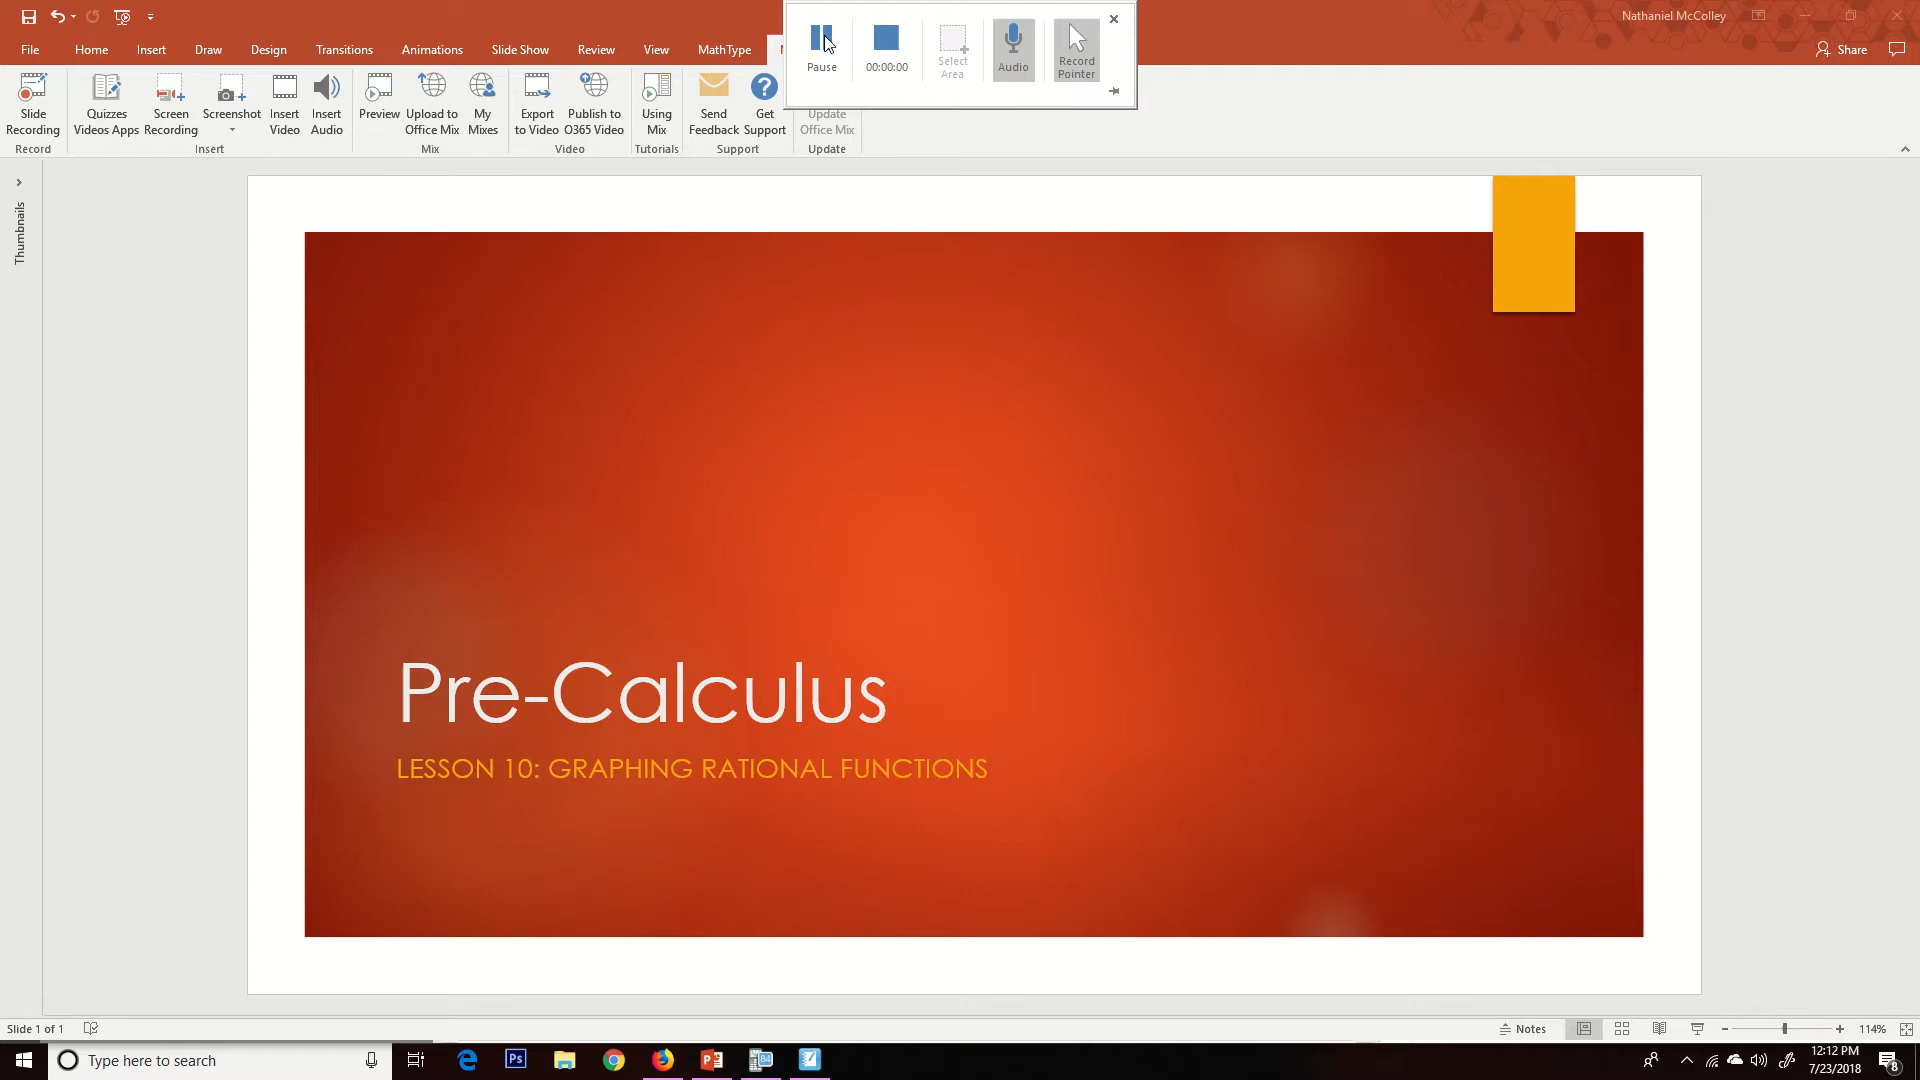 Nathaniel McColley
File Home Insert Draw Design Transitions Animations Slide Show Review View MathType
Share
Pause
00:00:00
Select Area
Audio
Record Pointer
Slide Recording
Quizzes Videos Apps
Screen Recording
Screenshot
Insert Video
Insert Audio
Preview
Upload to Office Mix
My Mixes
Export to Video
Publish to O365 Video
Using Mix
Send Feedback
Get Support
Update Office Mix
Record Insert Mix Video Tutorials Support Update
Thumbnails
Pre-Calculus
LESSON 10: GRAPHING RATIONAL FUNCTIONS
Slide 1 of 1
Notes
114%
Type here to search
Ps
12:12 PM
7/23/2018
8